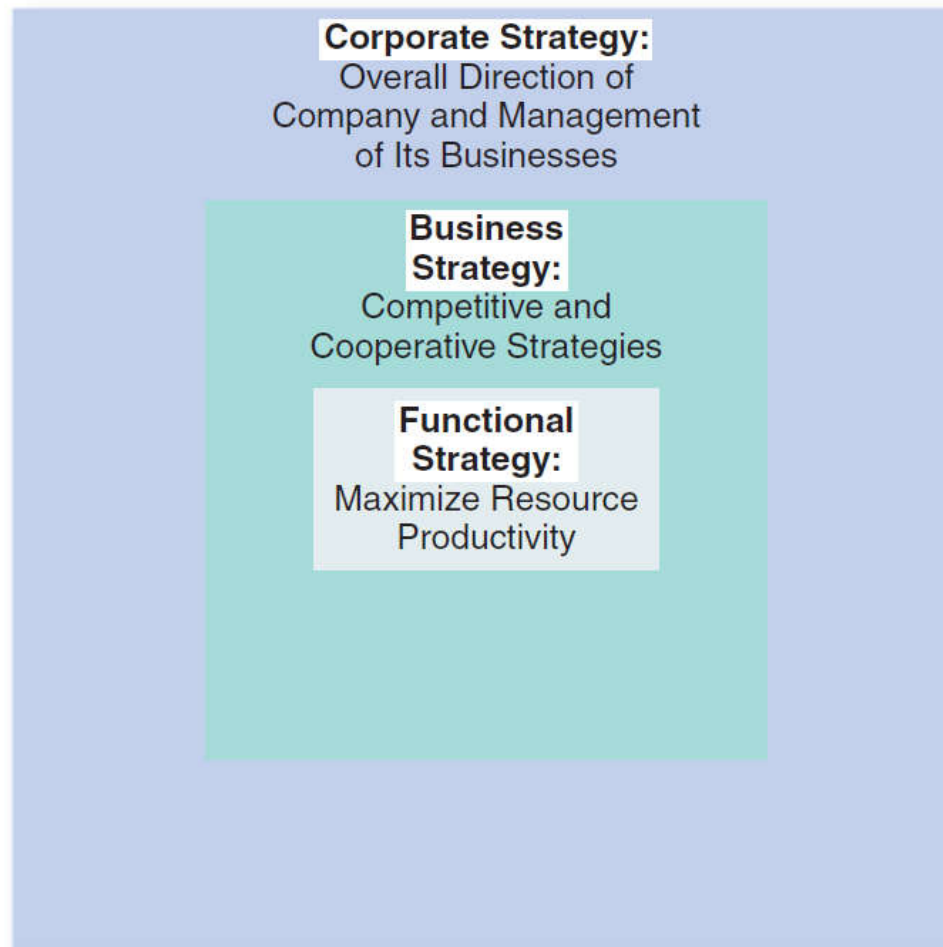 Corporate Strategy:
Overall Direction of
Company and Management
of Its Businesses
Business
Strategy:
Competitive and
Cooperative Strategies
Functional
Strategy:
Maximize Resource
Productivity